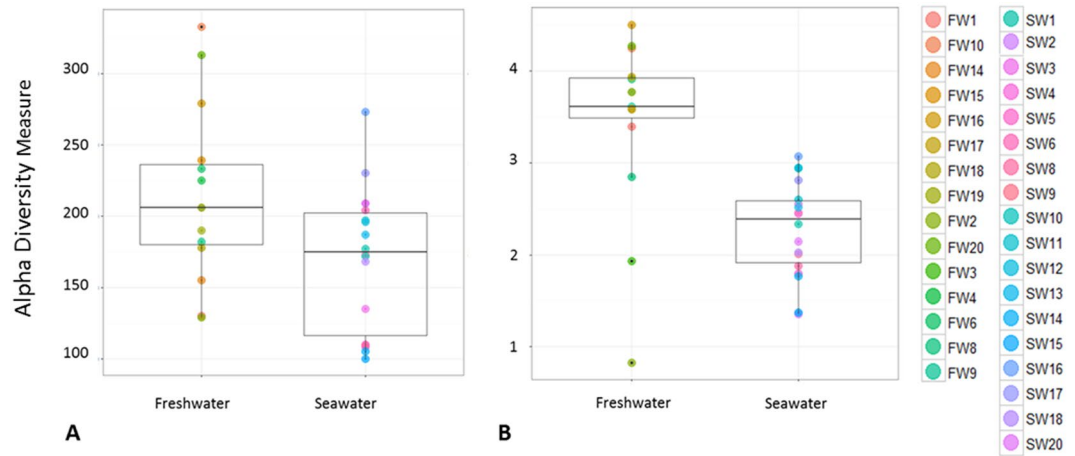 Alpha Diversity Measure
300
250
200
150
100
Freshwater
Seawater
A
4
3
2
1
Freshwater
Seawater
B
FW1
FW10
FW14
FW15
FW16
FW17
FW18
FW19
FW2
FW20
FW3
FW4
FW6
FW8
FW9
SW1
SW2
SW3
SW4
SW5
SW6
SW8
SW9
SW10
SW11
SW12
SW13
SW14
SW15
SW16
SW17
SW18
SW20